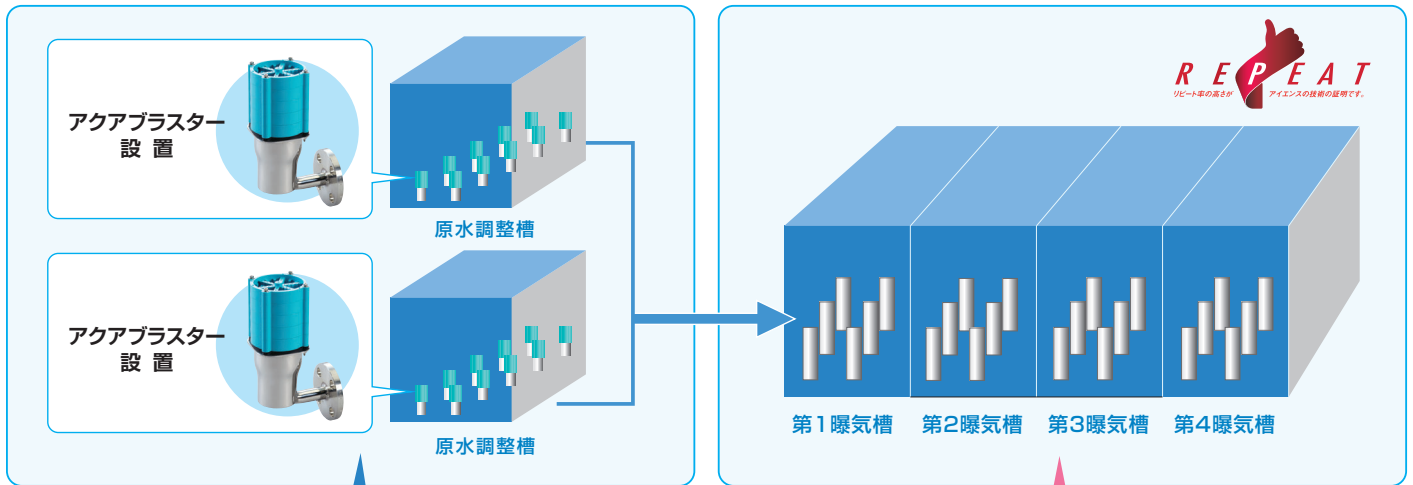 アクアブラスター
設 置
原水調整槽
アクアブラスター
設 置
原水調整槽
R E P E A T
リピート率の高さが アイエンスの技術の証明です。
第1曝気槽 第2曝気槽 第3曝気槽 第4曝気槽